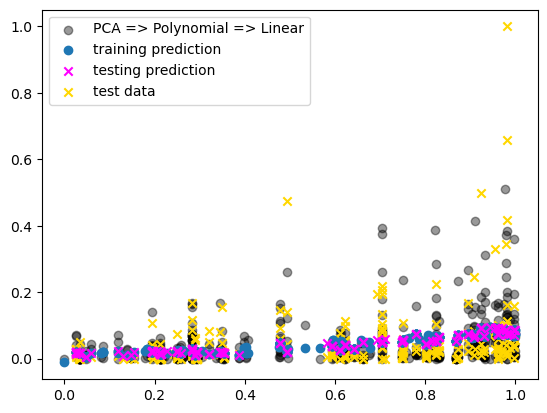 1.0
0.8
0.6
0.4
0.2
0.0
PCA => Polynomial => Linear
training prediction
testing prediction
test data
0.0 0.2 0.4 0.6 0.8 1.0